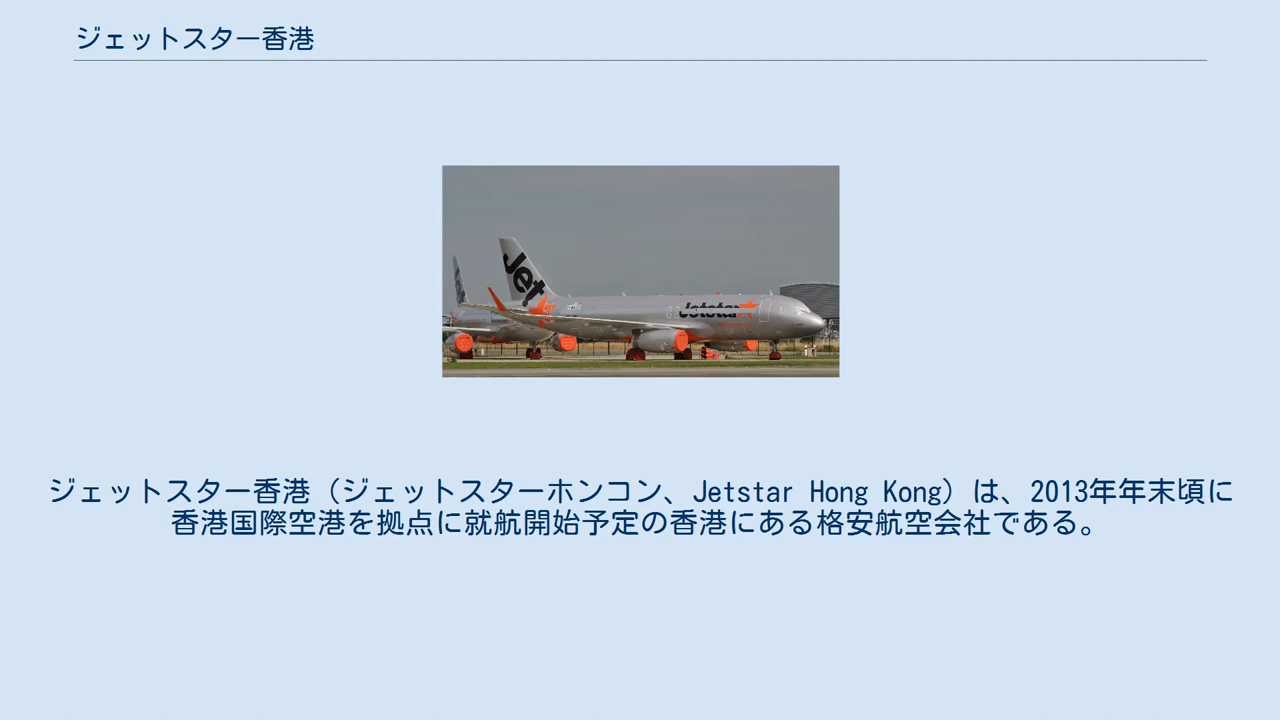 ジェットスター香港
Jet
Jetstar
ジェットスター香港（ジェットスターホンコン、Jetstar Hong Kong）は、2013年年末頃に
香港国際空港を拠点に就航開始予定の香港にある格安航空会社である。